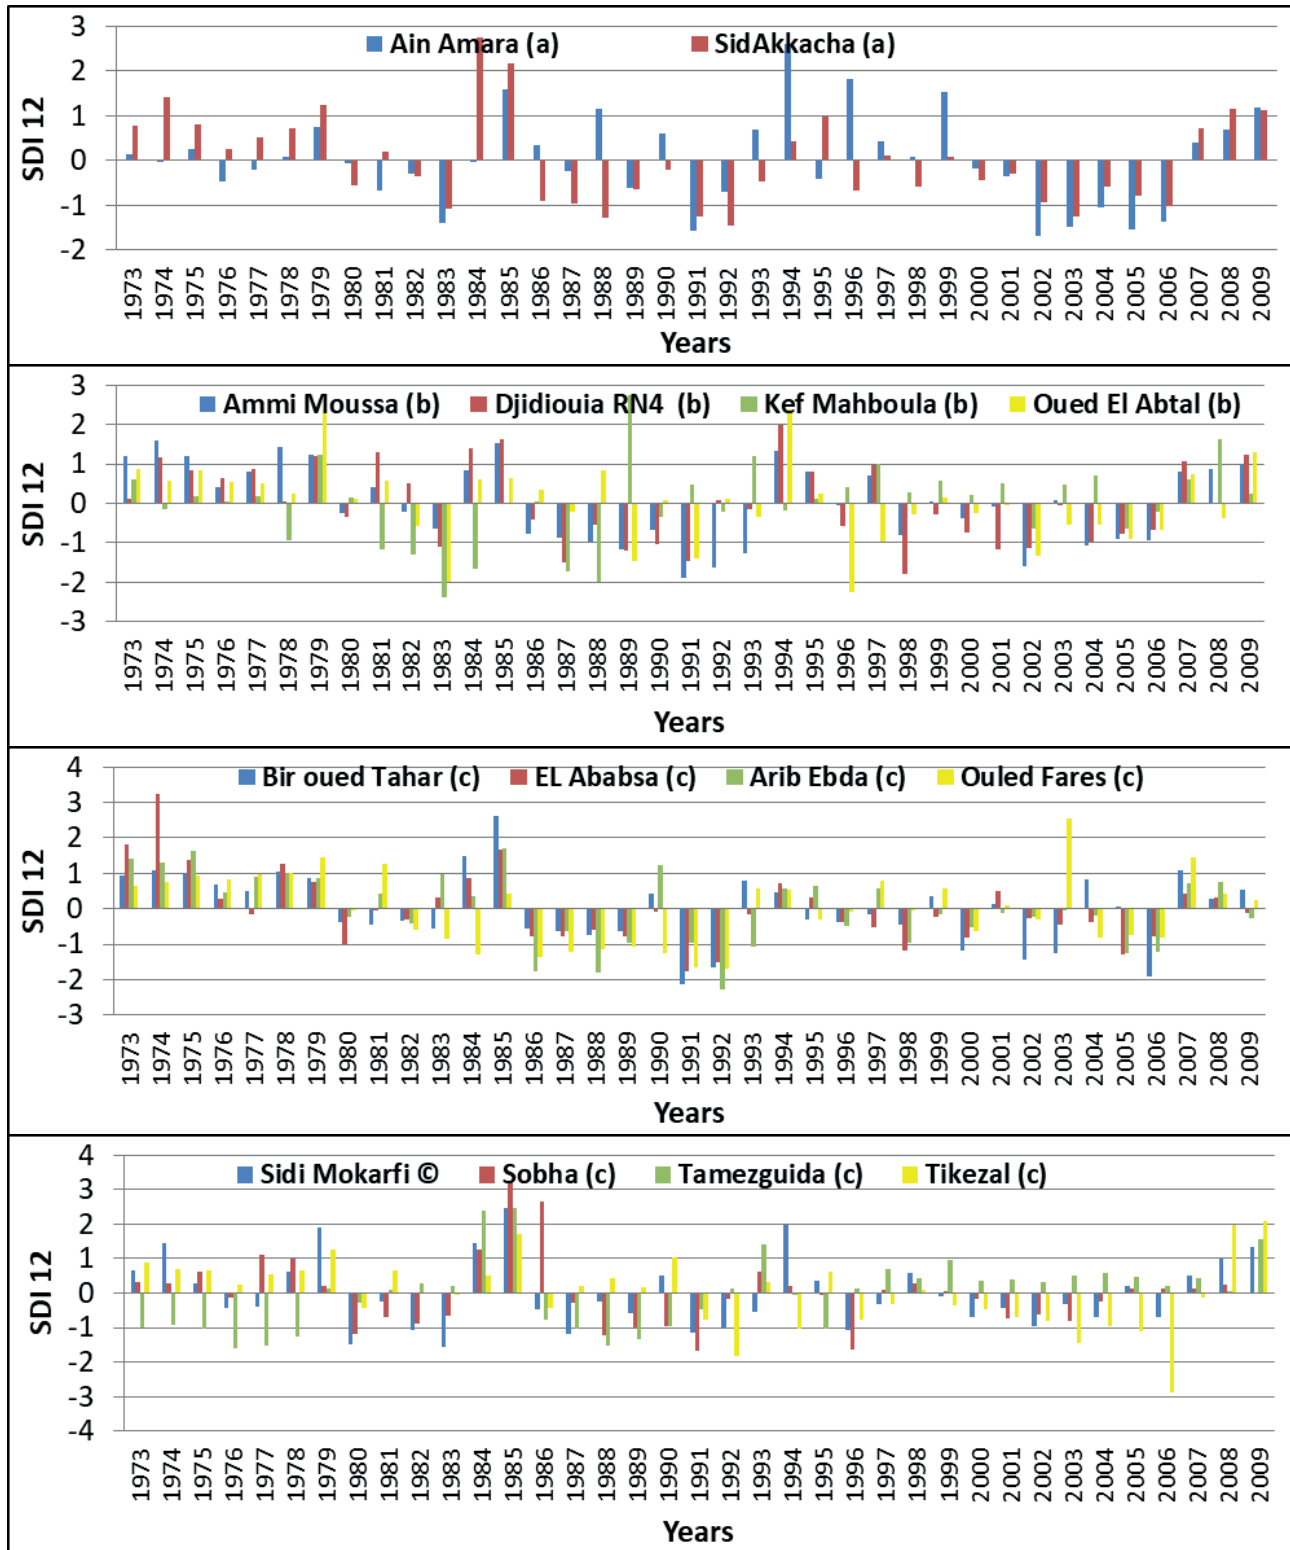 Ain Amara (a) SidAkkacha (a)
SDI 12
3
2
1
0
-1
-2
1973 1974 1975 1976 1977 1978 1979 1980 1981 1982 1983 1984 1985 1986 1987 1988 1989 1990 1991 1992 1993 1994 1995 1996 1997 1998 1999 2000 2001 2002 2003 2004 2005 2006 2007 2008 2009
Years
Ammi Moussa (b) Djidiouia RN4 (b) Kef Mahboula (b) Oued El Abtal (b)
SDI 12
3
2
1
0
-1
-2
-3
1973 1974 1975 1976 1977 1978 1979 1980 1981 1982 1983 1984 1985 1986 1987 1988 1989 1990 1991 1992 1993 1994 1995 1996 1997 1998 1999 2000 2001 2002 2003 2004 2005 2006 2007 2008 2009
Years
Bir oued Tahar (c) EL Ababsa (c) Arib Ebda (c) Ouled Fares (c)
SDI 12
4
3
2
1
0
-1
-2
-3
1973 1974 1975 1976 1977 1978 1979 1980 1981 1982 1983 1984 1985 1986 1987 1988 1989 1990 1991 1992 1993 1994 1995 1996 1997 1998 1999 2000 2001 2002 2003 2004 2005 2006 2007 2008 2009
Years
Sidi Mokarfi © Sobha (c) Tamezguida (c) Tikezal (c)
SDI 12
4
3
2
1
0
-1
-2
-3
-4
1973 1974 1975 1976 1977 1978 1979 1980 1981 1982 1983 1984 1985 1986 1987 1988 1989 1990 1991 1992 1993 1994 1995 1996 1997 1998 1999 2000 2001 2002 2003 2004 2005 2006 2007 2008 2009
Years